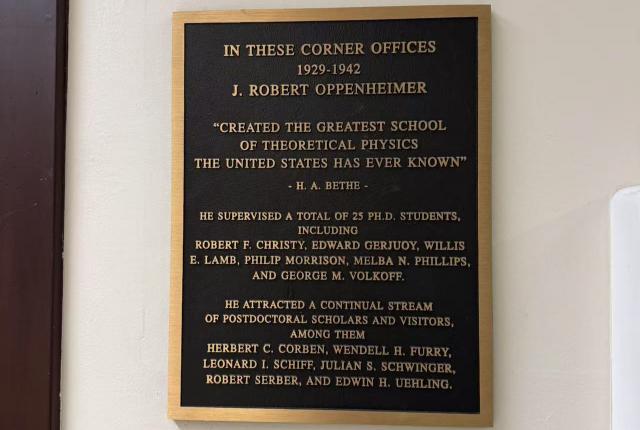 IN THESE CORNER OFFICES
1929-1942
J. ROBERT OPPENHEIMER
"CREATED THE GREATEST SCHOOL
OF THEORETICAL PHYSICS
THE UNITED STATES HAS EVER KNOWN"
- H. A. BETHE -
HE SUPERVISED A TOTAL OF 25 PH.D. STUDENTS,
INCLUDING
ROBERT F. CHRISTY, EDWARD GERJUOY, WILLIS
E. LAMB, PHILIP MORRISON, MELBA N. PHILLIPS,
AND GEORGE M. VOLKOFF.
HE ATTRACTED A CONTINUAL STREAM
OF POSTDOCTORAL SCHOLARS AND VISITORS,
AMONG THEM
HERBERT C. CORBEN, WENDELL H. FURRY,
LEONARD I. SCHIFF, JULIAN S. SCHWINGER,
ROBERT SERBER, AND EDWIN H. UEHLING.